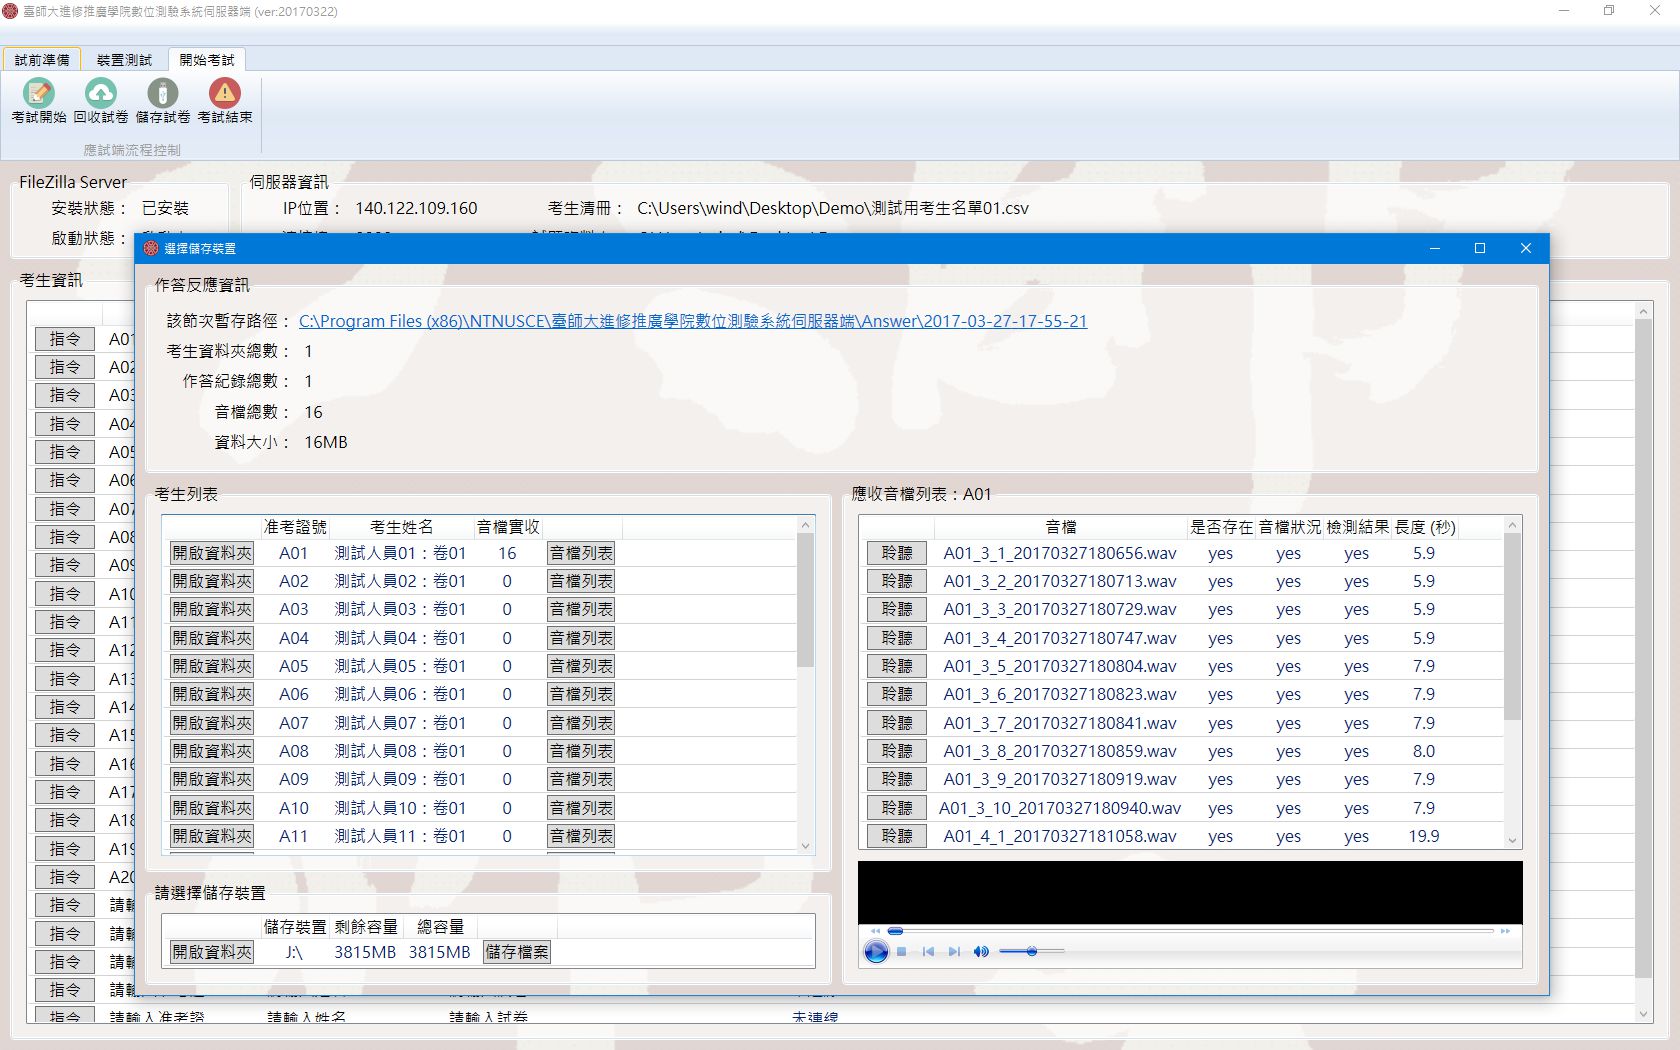 臺師大進修推廣學院數位測驗系統伺服器端 (ver:20170322)
試前準備 裝置測試 開始考試
考試開始 回收試卷 儲存試卷 考試結束
應試端流程控制
FileZilla Server
安裝狀態： 已安裝
啟動狀態：
伺服器資訊
IP位置： 140.122.109.160 考生清冊： C:\Users\wind\Desktop\Demo\測試用考生名單01.csv
考生資訊
指令 A01
指令 A02
指令 A03
指令 A04
指令 A05
指令 A06
指令 A07
指令 A08
指令 A09
指令 A10
指令 A11
指令 A12
指令 A13
指令 A14
指令 A15
指令 A16
指令 A17
指令 A18
指令 A19
指令 A20
指令 請輸
指令 請輸
指令 請輸
指令 請輸
指令 請輸入准考證 請輸入姓名 請輸入試卷 未連線
選擇儲存裝置
作答反應資訊
該節次暫存路徑： C:\Program Files (x86)\NTNUSCE\臺師大進修推廣學院數位測驗系統伺服器端\Answer\2017-03-27-17-55-21
考生資料夾總數： 1
作答紀錄總數： 1
音檔總數： 16
資料大小： 16MB
考生列表
准考證號 考生姓名 音檔實收
開啟資料夾 A01 測試人員01：卷01 16 音檔列表
開啟資料夾 A02 測試人員02：卷01 0 音檔列表
開啟資料夾 A03 測試人員03：卷01 0 音檔列表
開啟資料夾 A04 測試人員04：卷01 0 音檔列表
開啟資料夾 A05 測試人員05：卷01 0 音檔列表
開啟資料夾 A06 測試人員06：卷01 0 音檔列表
開啟資料夾 A07 測試人員07：卷01 0 音檔列表
開啟資料夾 A08 測試人員08：卷01 0 音檔列表
開啟資料夾 A09 測試人員09：卷01 0 音檔列表
開啟資料夾 A10 測試人員10：卷01 0 音檔列表
開啟資料夾 A11 測試人員11：卷01 0 音檔列表
請選擇儲存裝置
儲存裝置 剩餘容量 總容量
開啟資料夾 J:\ 3815MB 3815MB 儲存檔案
應收音檔列表：A01
音檔 是否存在 音檔狀況 檢測結果 長度 (秒)
聆聽 A01_3_1_20170327180656.wav yes yes yes 5.9
聆聽 A01_3_2_20170327180713.wav yes yes yes 5.9
聆聽 A01_3_3_20170327180729.wav yes yes yes 5.9
聆聽 A01_3_4_20170327180747.wav yes yes yes 5.9
聆聽 A01_3_5_20170327180804.wav yes yes yes 7.9
聆聽 A01_3_6_20170327180823.wav yes yes yes 7.9
聆聽 A01_3_7_20170327180841.wav yes yes yes 7.9
聆聽 A01_3_8_20170327180859.wav yes yes yes 8.0
聆聽 A01_3_9_20170327180919.wav yes yes yes 7.9
聆聽 A01_3_10_20170327180940.wav yes yes yes 7.9
聆聽 A01_4_1_20170327181058.wav yes yes yes 19.9